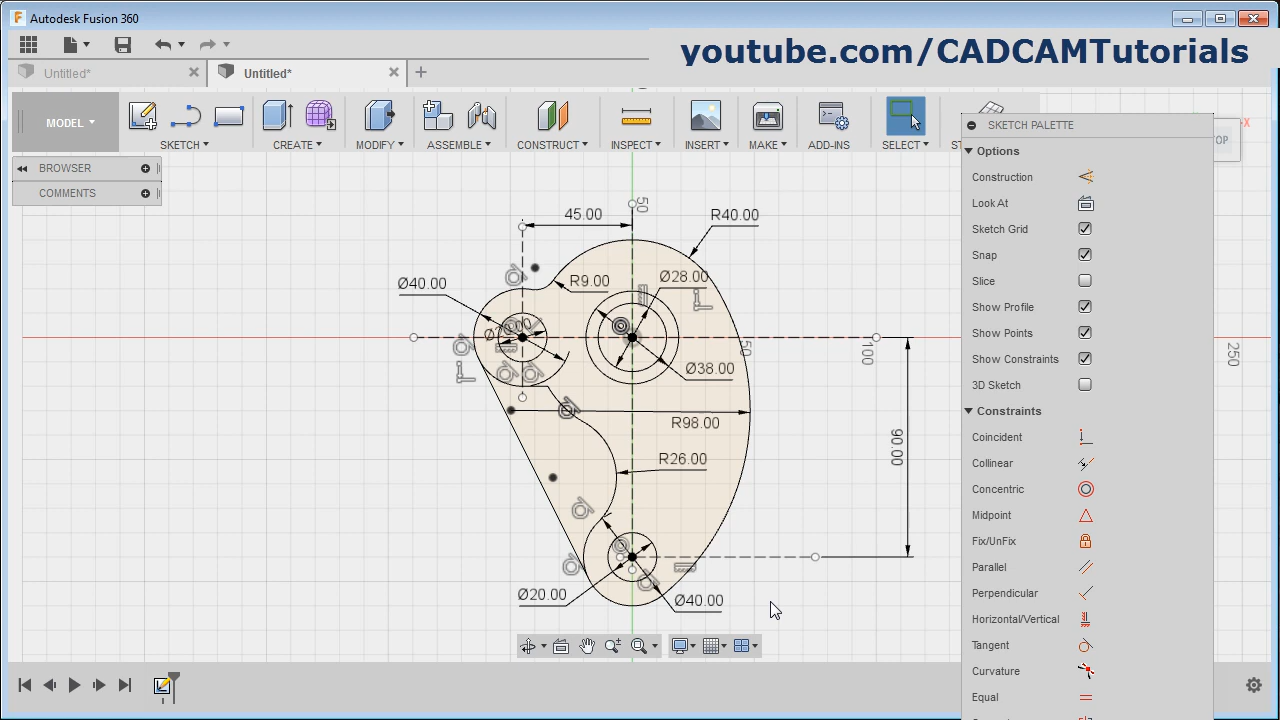 Autodesk Fusion 360
youtube.com/CADCAMTutorials
Untitled*
Untitled*
MODEL
SKETCH
CREATE
MODIFY
ASSEMBLE
CONSTRUCT
INSPECT
INSERT
MAKE
ADD-INS
SELECT
TOP
X
BROWSER
COMMENTS
SKETCH PALETTE
Options
Construction
Look At
Sketch Grid
Snap
Slice
Show Profile
Show Points
Show Constraints
3D Sketch
Constraints
Coincident
Collinear
Concentric
Midpoint
Fix/UnFix
Parallel
Perpendicular
Horizontal/Vertical
Tangent
Curvature
Equal
50
45.00
R40.00
Ø40.00
R9.00
Ø28.00
50
100
250
Ø38.00
R98.00
90.00
R26.00
Ø20.00
Ø40.00